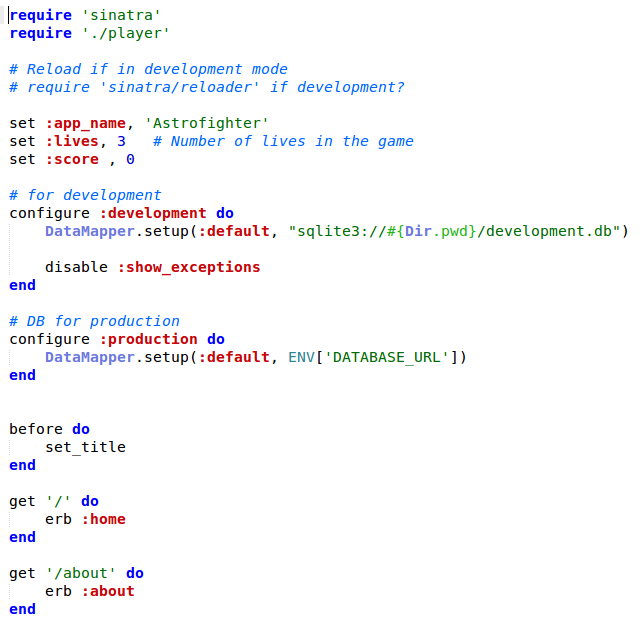 require 'sinatra'
require './player'
# Reload if in development mode
# require 'sinatra/reloader' if development?
set :app_name, 'Astrofighter'
set :lives, 3   # Number of lives in the game
set :score , 0
# for development
configure :development do
    DataMapper.setup(:default, "sqlite3://#{Dir.pwd}/development.db")
    disable :show_exceptions
end
# DB for production
configure :production do
    DataMapper.setup(:default, ENV['DATABASE_URL'])
end
before do
    set_title
end
get '/' do
    erb :home
end
get '/about' do
    erb :about
end